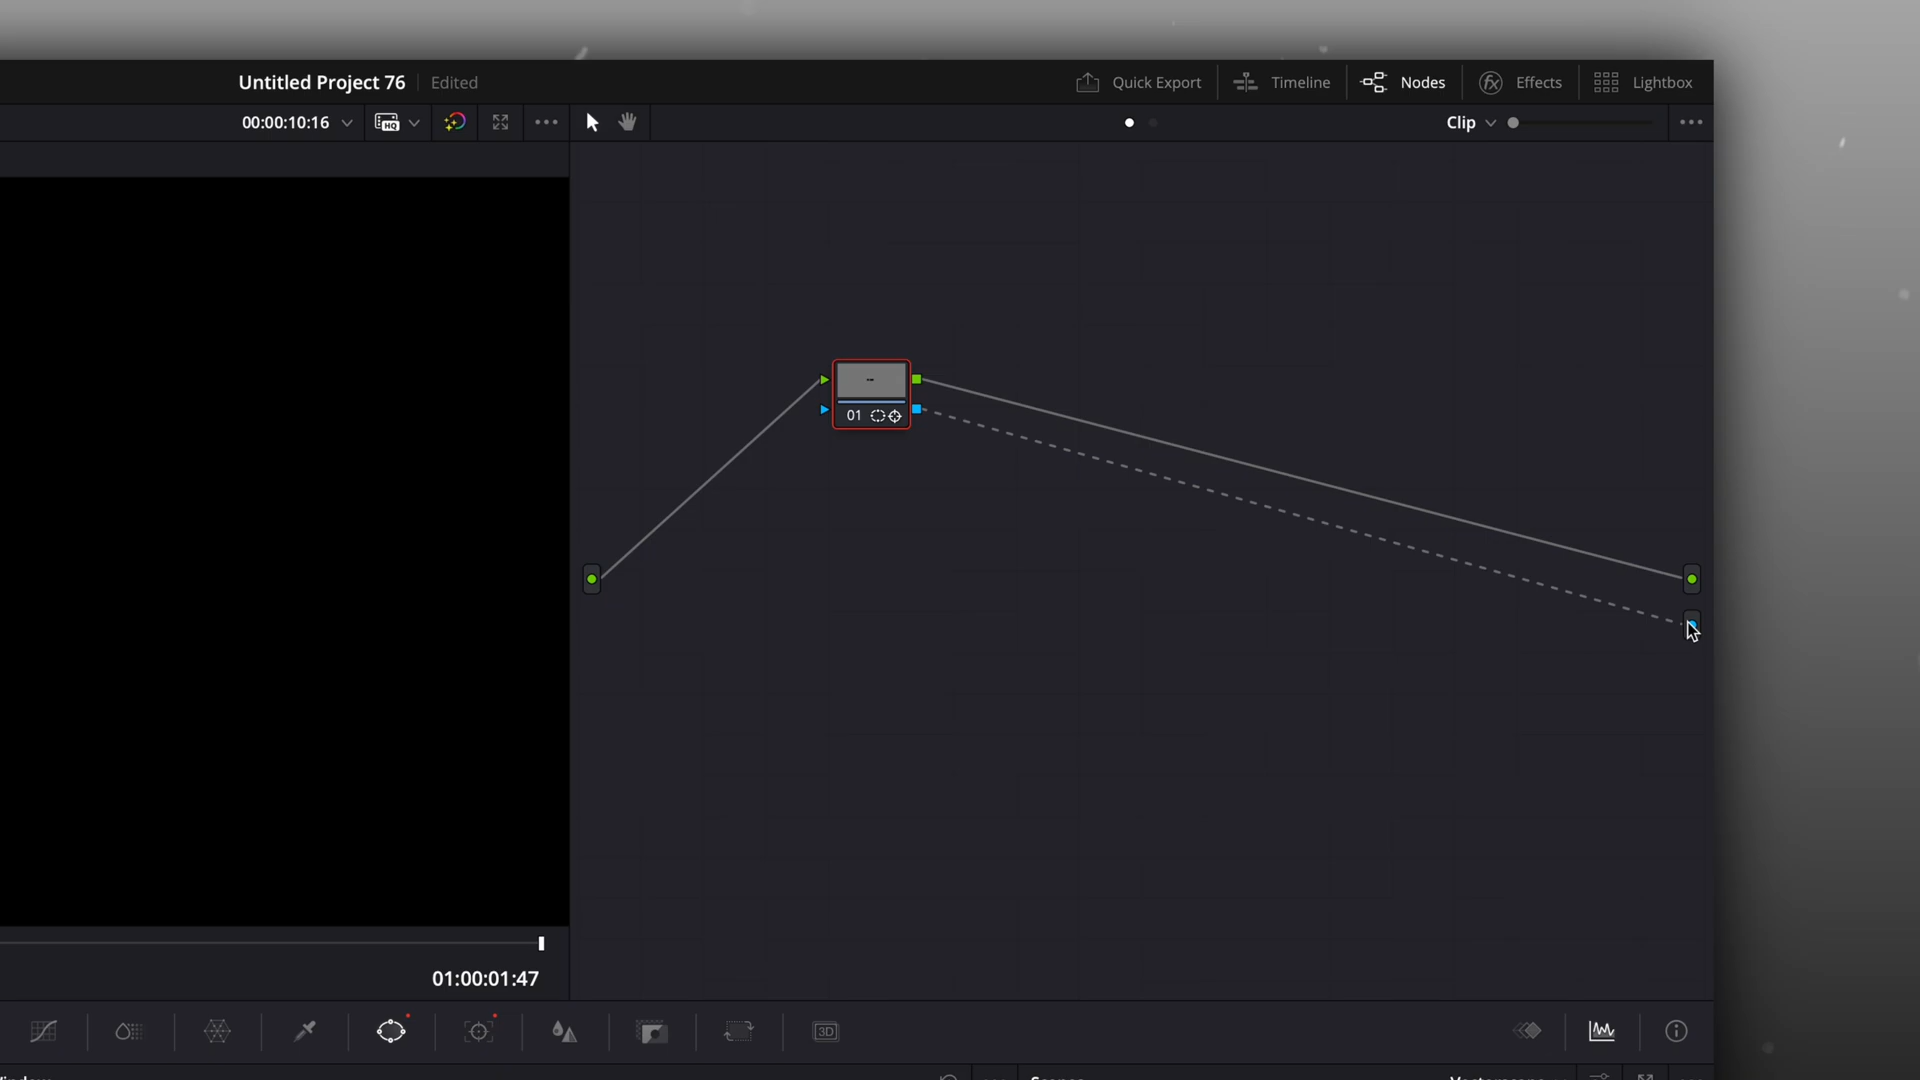 Untitled Project 76 Edited
Quick Export Timeline Nodes Effects Lightbox
00:00:10:16 HQ
Clip
01
01:00:01:47
3D